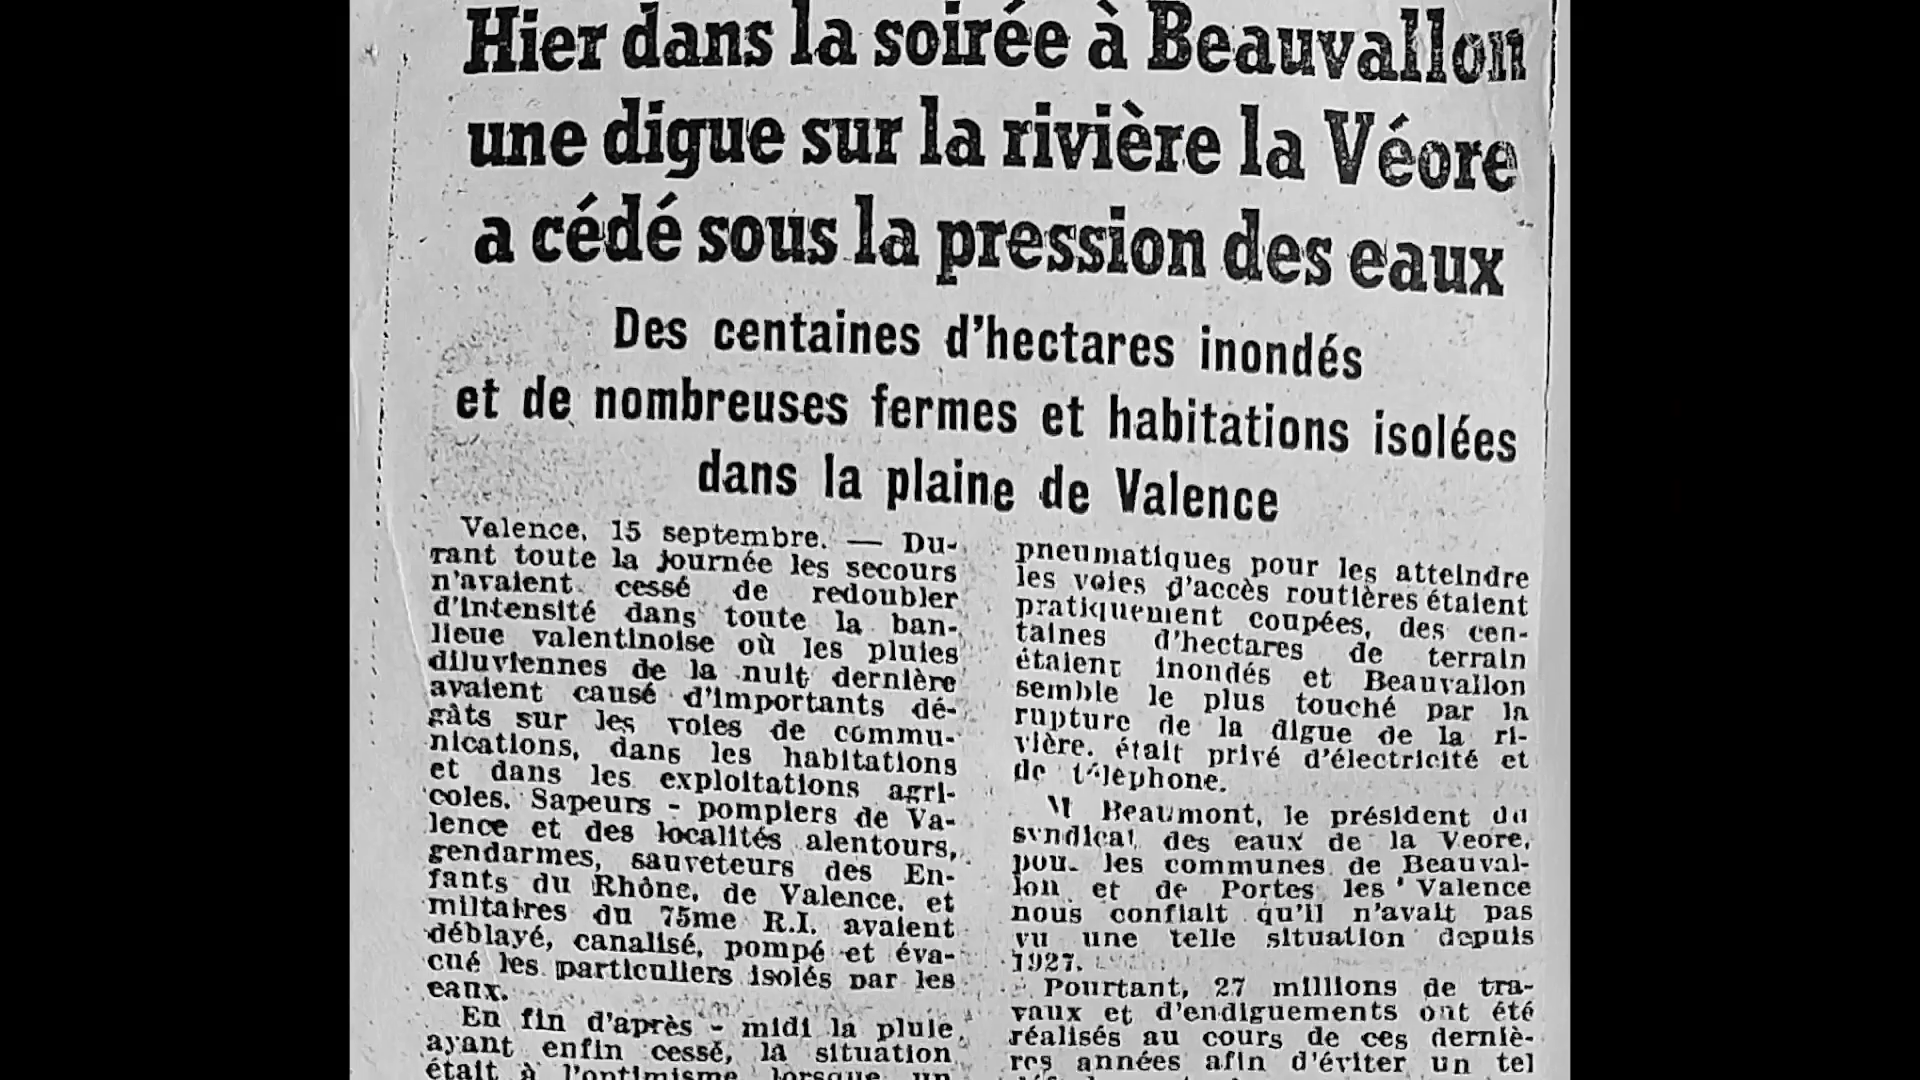 Hier dans la soirée à Beauvallon
une digue sur la rivière la Véore
a cédé sous la pression des eaux
Des centaines d'hectares inondés
et de nombreuses fermes et habitations isolées
dans la plaine de Valence
Valence, 15 septembre. — Du-
rant toute la journée les secours
n'avaient cessé de redoubler
d'intensité dans toute la ban-
lieue valentinoise où les pluies
diluviennes de la nuit dernière
avaient causé d'importants dé-
gâts sur les voies de commu-
nications, dans les habitations
et dans les exploitations agri-
coles. Sapeurs - pompiers de Va-
lence et des localités alentours,
gendarmes, sauveteurs des En-
fants du Rhône, de Valence, et
miltaires du 75me R.I. avaient
déblayé, canalisé, pompé et éva-
cué les particuliers isolés par les
eaux.
En fin d'après - midi la pluie
ayant enfin cessé, la situation
était à l'optimisme lorsque un
pneumatiques pour les atteindre
les voies d'accès routières étaient
pratiquement coupées, des cen-
taines d'hectares de terrain
étaient inondés et Beauvallon
semble le plus touché par la
rupture de la digue de la ri-
vière, était privé d'électricité et
de téléphone.
M Beaumont, le président du
syndicat des eaux de la Veore,
pou- les communes de Beauval-
lon et de Portes les Valence
nous confiait qu'il n'avait pas
vu une telle situation depuis
1927.
Pourtant, 27 millions de tra-
vaux et d'endiguements ont été
réalisés au cours de ces derniè-
res années afin d'éviter un tel